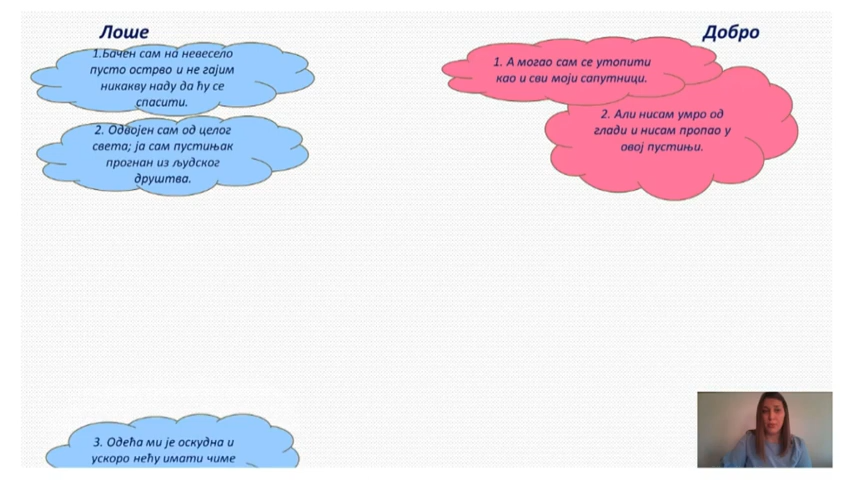 Лоше
1.Бачен сам на невесело
пусто острво и не гајим
никакву наду да ћу се
спасити.
2. Одвојен сам од целог
света; ја сам пустињак
прогнан из људског
друштва.
3. Одећа ми је оскудна и
ускоро нећу имати чиме
Добро
1. А могао сам се утопити
као и сви моји сапутници.
2. Али нисам умро од
глади и нисам пропао у
овој пустињи.